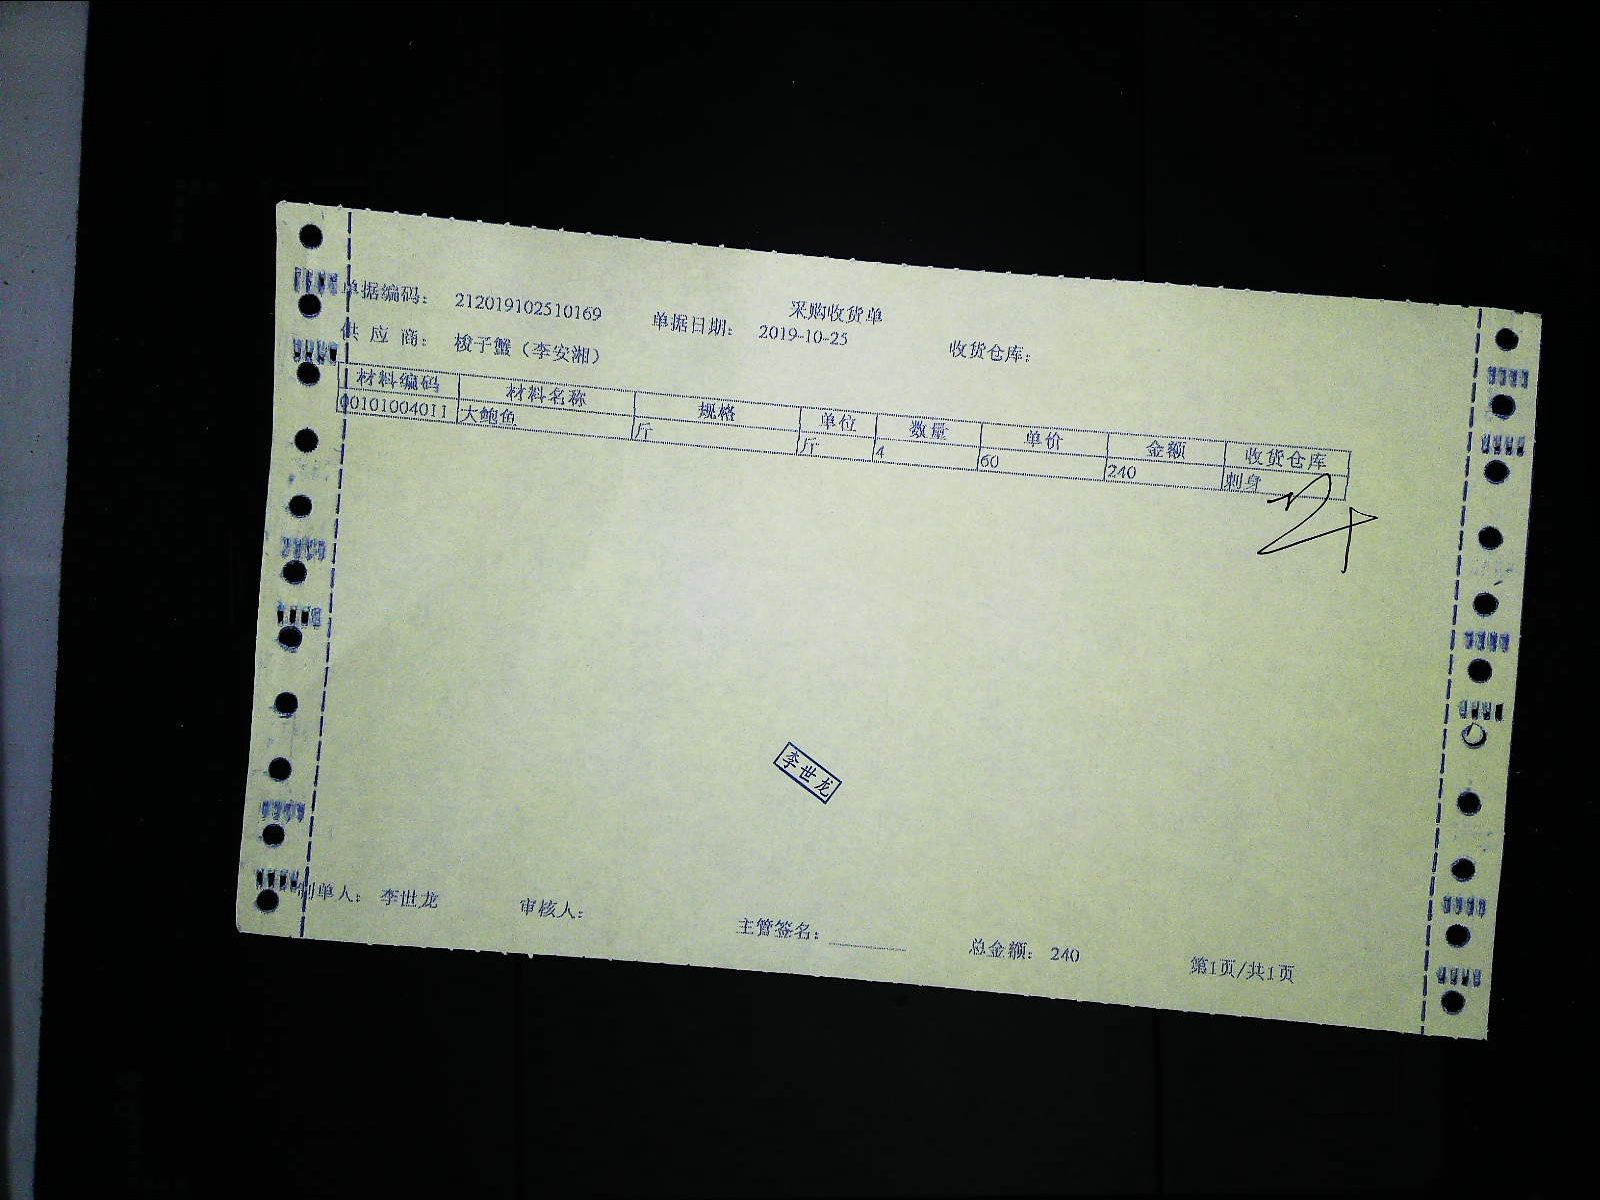 采购收货单
单据编码： 212019102510169 单据日期： 2019-10-25 收货仓库：
供 应 商： 梭子蟹（李安湘）
材料编码 材料名称 规格 单位 数量 单价 金额 收货仓库
00101004011 大鲍鱼 斤 斤 4 60 240 刺身
李世龙
制单人： 李世龙 审核人： 主管签名： 总金额： 240 第1页/共1页